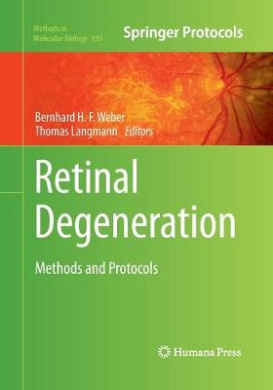 Methods in
Molecular Biology 935
Springer Protocols
Bernhard H. F. Weber
Thomas Langmann Editors
Retinal
Degeneration
Methods and Protocols
Humana Press